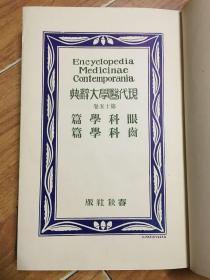 Encyclopedia
Medicinae
Contemporania
現代醫學大辭典
第十五卷
眼科學篇
齒科學篇
春秋社版